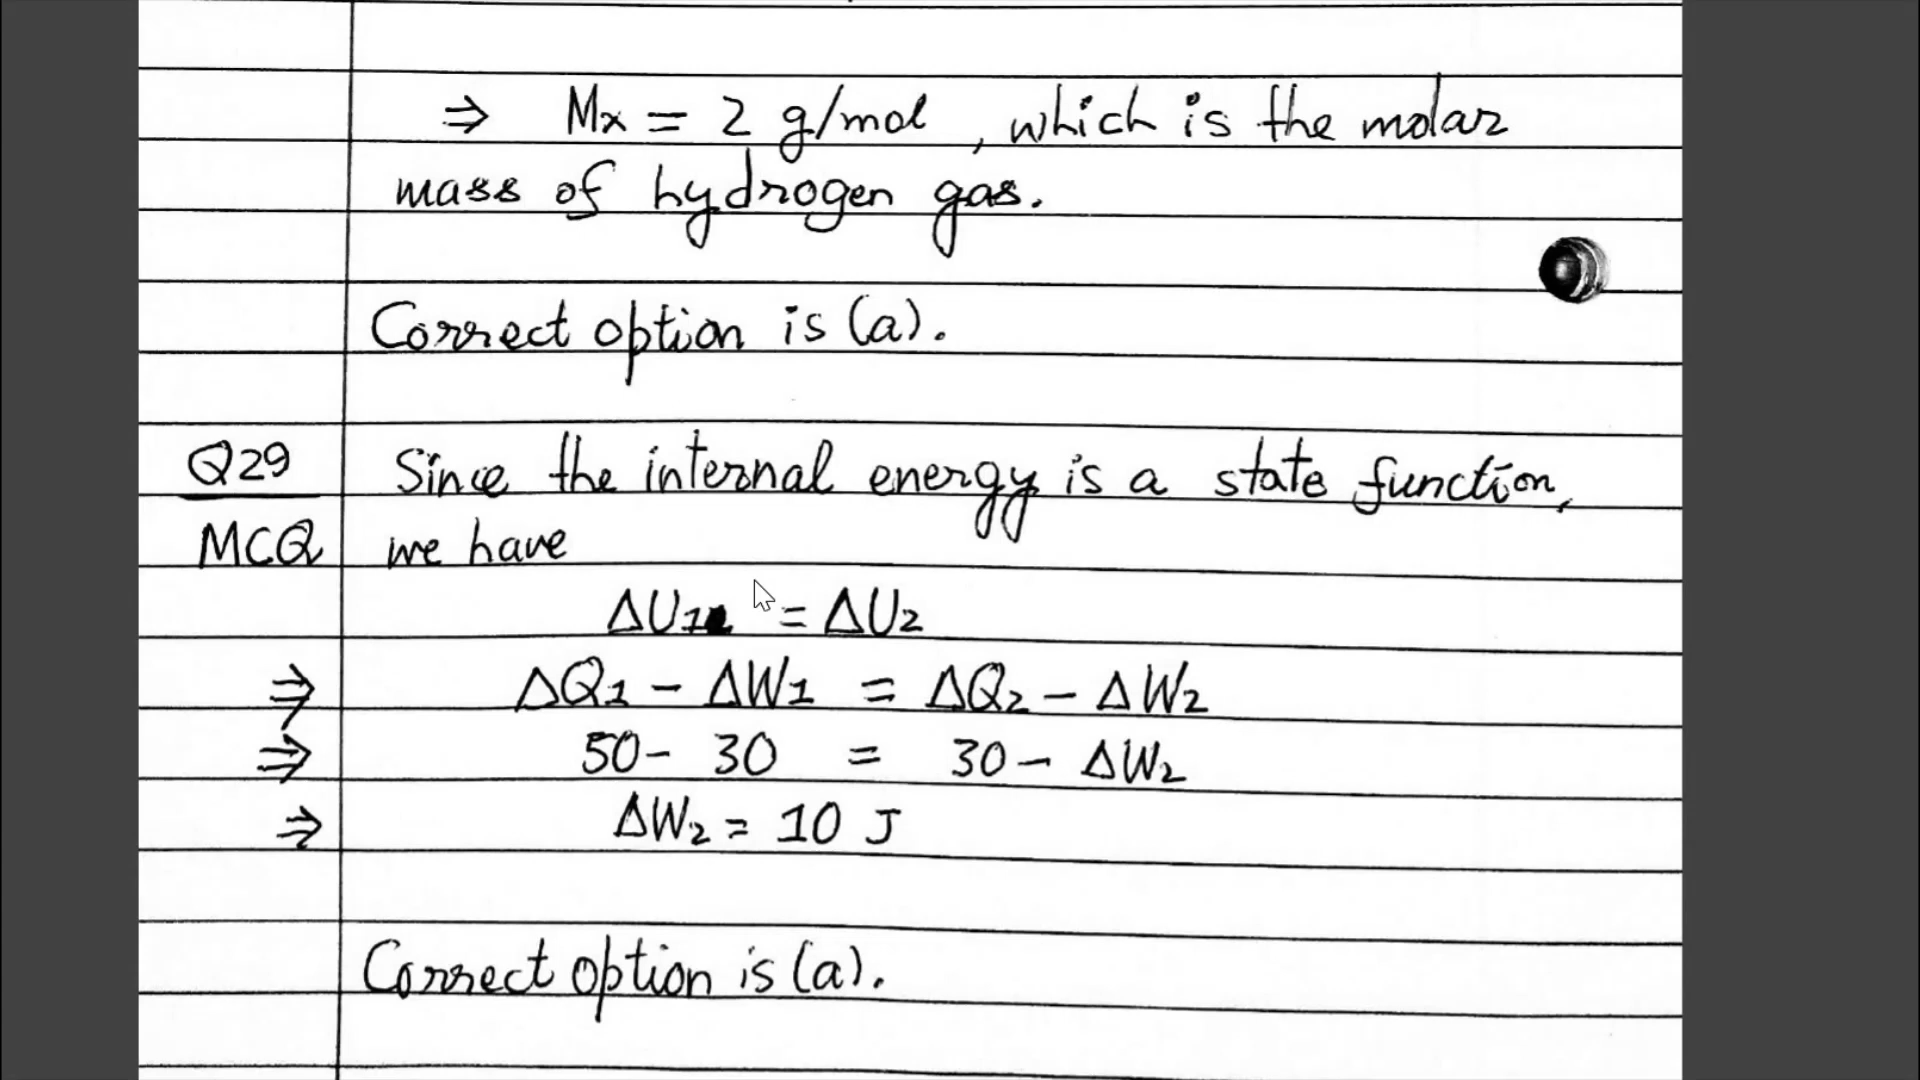 ⇒ Mx = 2 g/mol, which is the molar
mass of hydrogen gas.
Correct option is (a).
Q29 Since the internal energy is a state function,
MCQ we have
ΔU1 = ΔU2
⇒ ΔQ1 - ΔW1 = ΔQ2 - ΔW2
⇒ 50 - 30 = 30 - ΔW2
⇒ ΔW2 = 10 J
Correct option is (a).